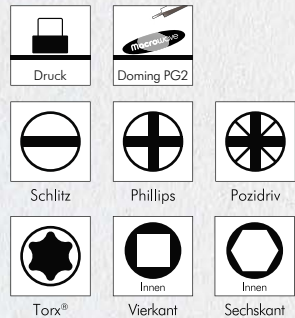 Druck
macrowave
Doming PG2
Schlitz
Phillips
Pozidriv
Innen
Innen
Torx®
Vierkant
Sechskant